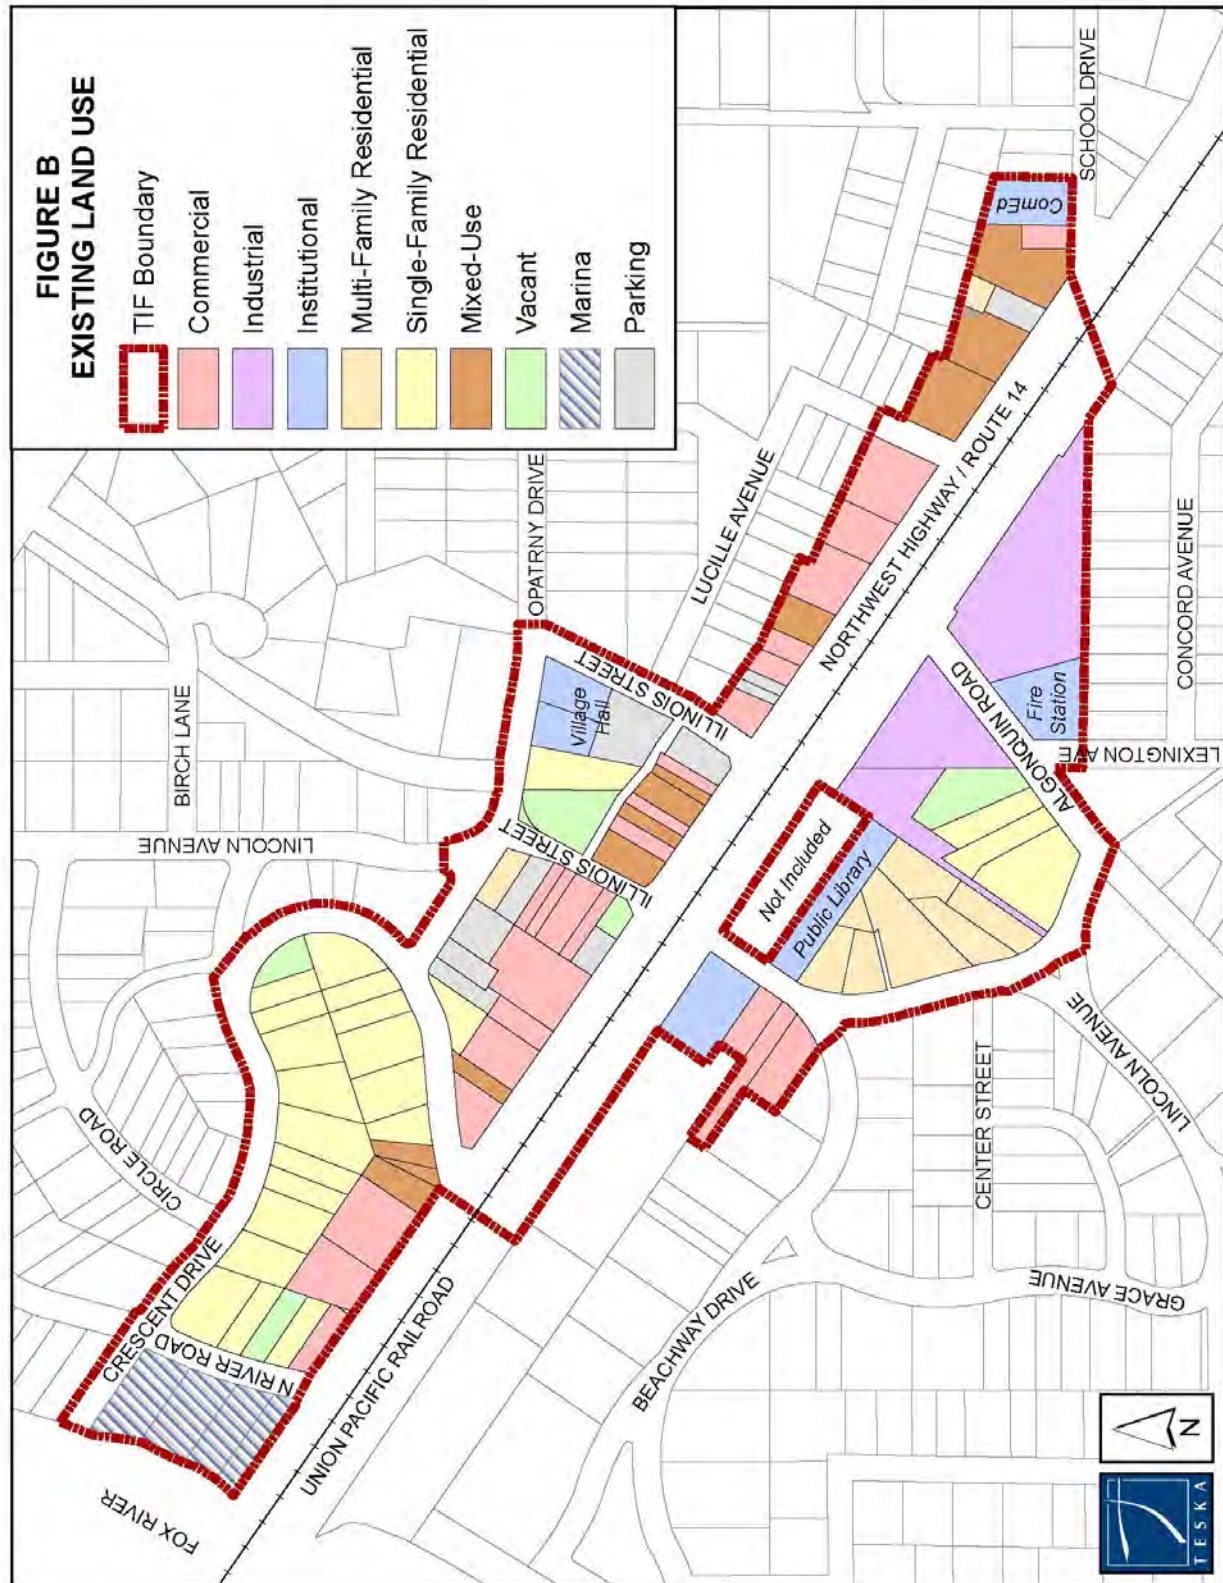 FIGURE B
EXISTING LAND USE
TIF Boundary
Commercial
Industrial
Institutional
Multi-Family Residential
Single-Family Residential
Mixed-Use
Vacant
Marina
Parking
FOX RIVER
CRESCENT DRIVE
N RIVER ROAD
CIRCLE ROAD
UNION PACIFIC RAILROAD
BEACHWAY DRIVE
GRACE AVENUE
LINCOLN AVENUE
BIRCH LANE
OPATRNY DRIVE
ILLINOIS STREET
Village
Hall
ILLINOIS STREET
LUCILLE AVENUE
NORTHWEST HIGHWAY / ROUTE 14
SCHOOL DRIVE
ComEd
Not Included
Public Library
Fire
Station
ALGONQUIN ROAD
LEXINGTON AVE
CONCORD AVENUE
CENTER STREET
LINCOLN AVENUE
N
TESKA